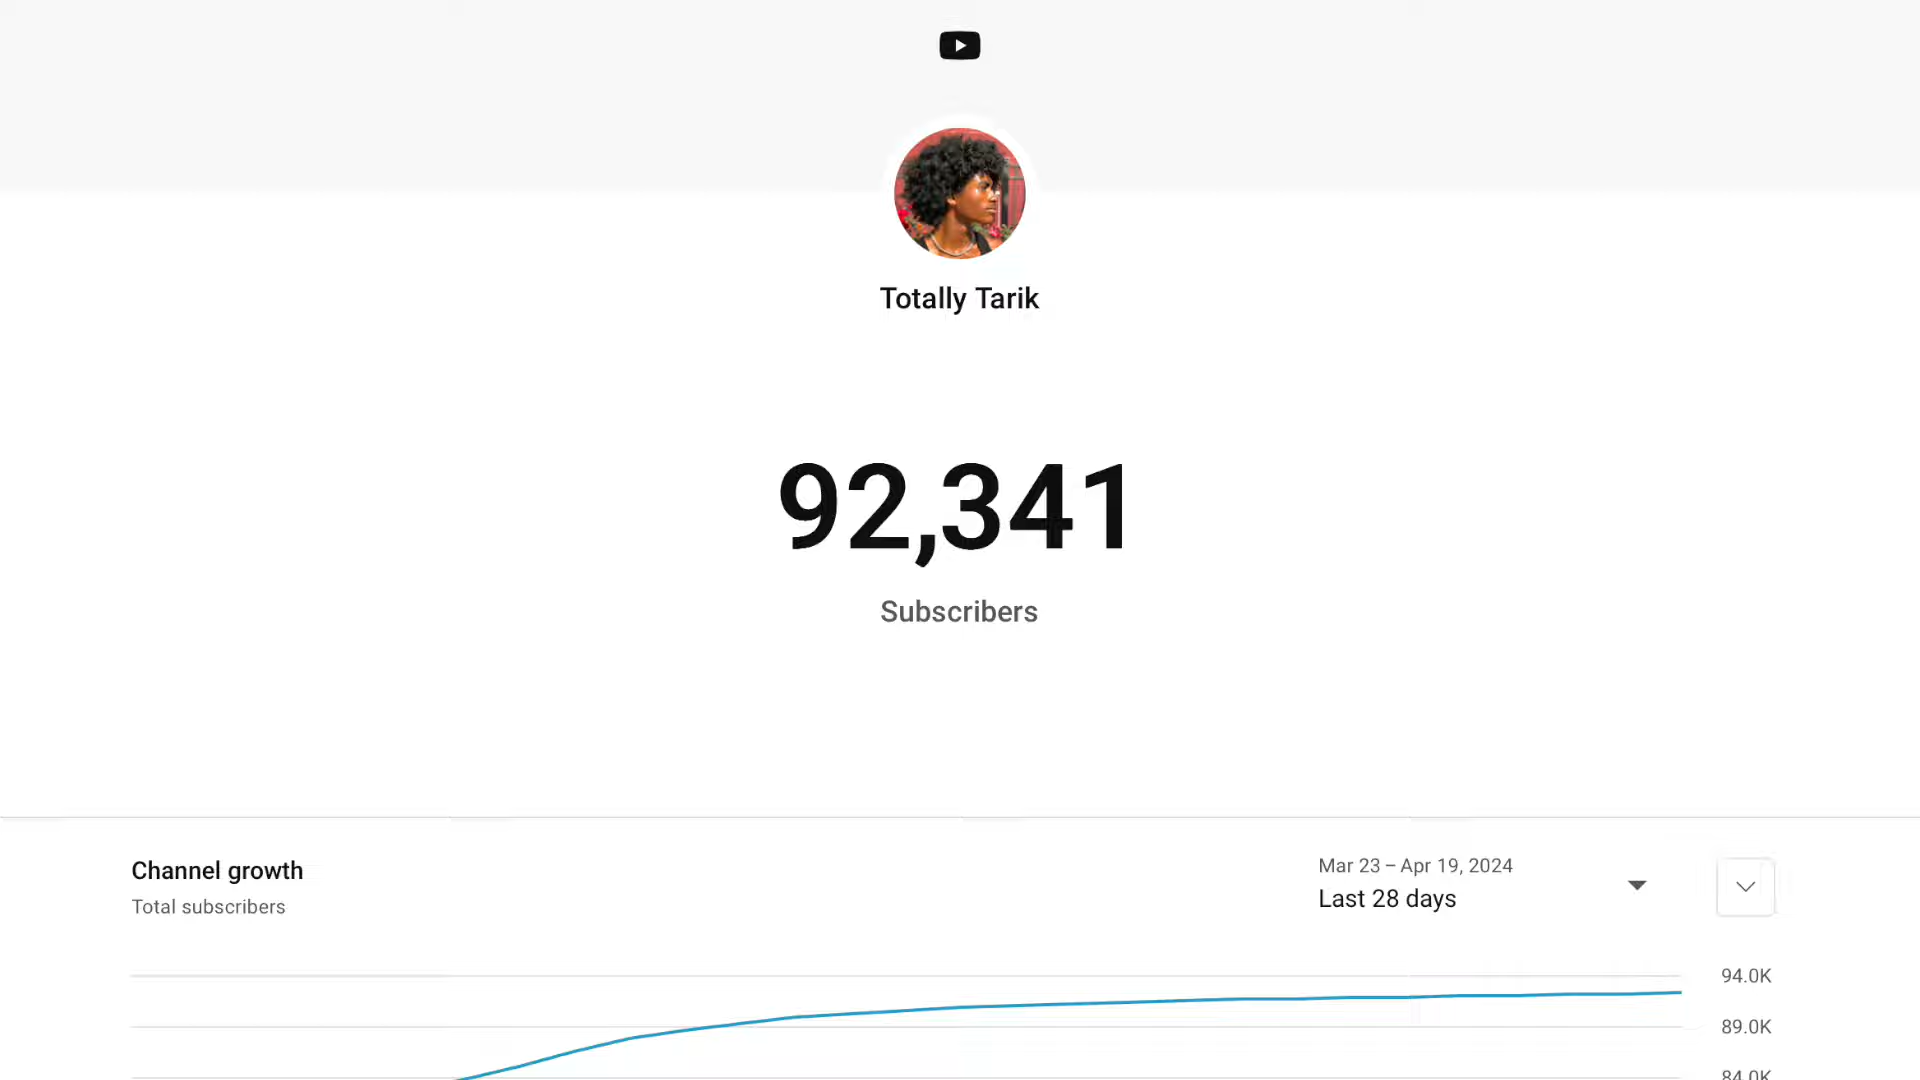 Totally Tarik
92,341
Subscribers
Channel growth
Total subscribers
Mar 23 – Apr 19, 2024
Last 28 days
94.0K
89.0K
84.0K